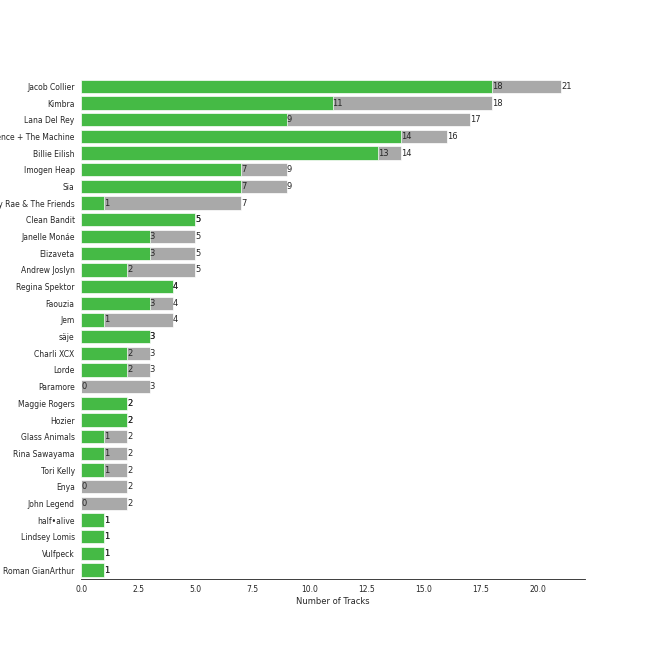 Jacob Collier 18 21
Kimbra 11 18
Lana Del Rey 9 17
ence + The Machine 14 16
Billie Eilish 13 14
Imogen Heap 7 9
Sia 7 9
y Rae & The Friends 1 7
Clean Bandit 5
Janelle Monáe 3 5
Elizaveta 3 5
Andrew Joslyn 2 5
Regina Spektor 4
Faouzia 3 4
Jem 1 4
säje 3
Charli XCX 2 3
Lorde 2 3
Paramore 0 3
Maggie Rogers 2
Hozier 2
Glass Animals 1 2
Rina Sawayama 1 2
Tori Kelly 1 2
Enya 0 2
John Legend 0 2
half•alive 1
Lindsey Lomis 1
Vulfpeck 1
Roman GianArthur 1
0.0 2.5 5.0 7.5 10.0 12.5 15.0 17.5 20.0
Number of Tracks